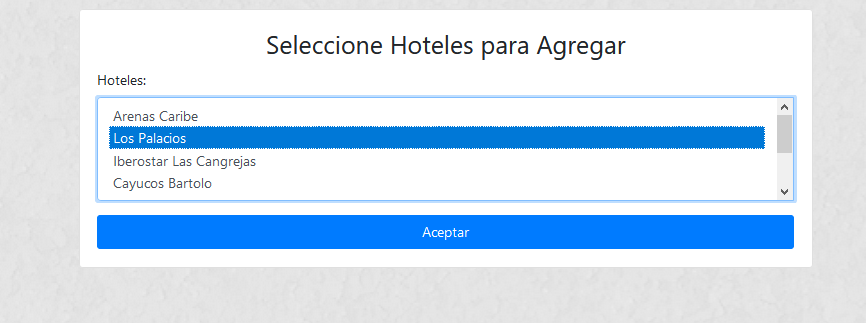 Seleccione Hoteles para Agregar
Hoteles:
Arenas Caribe
Los Palacios
Iberostar Las Cangrejas
Cayucos Bartolo
Aceptar